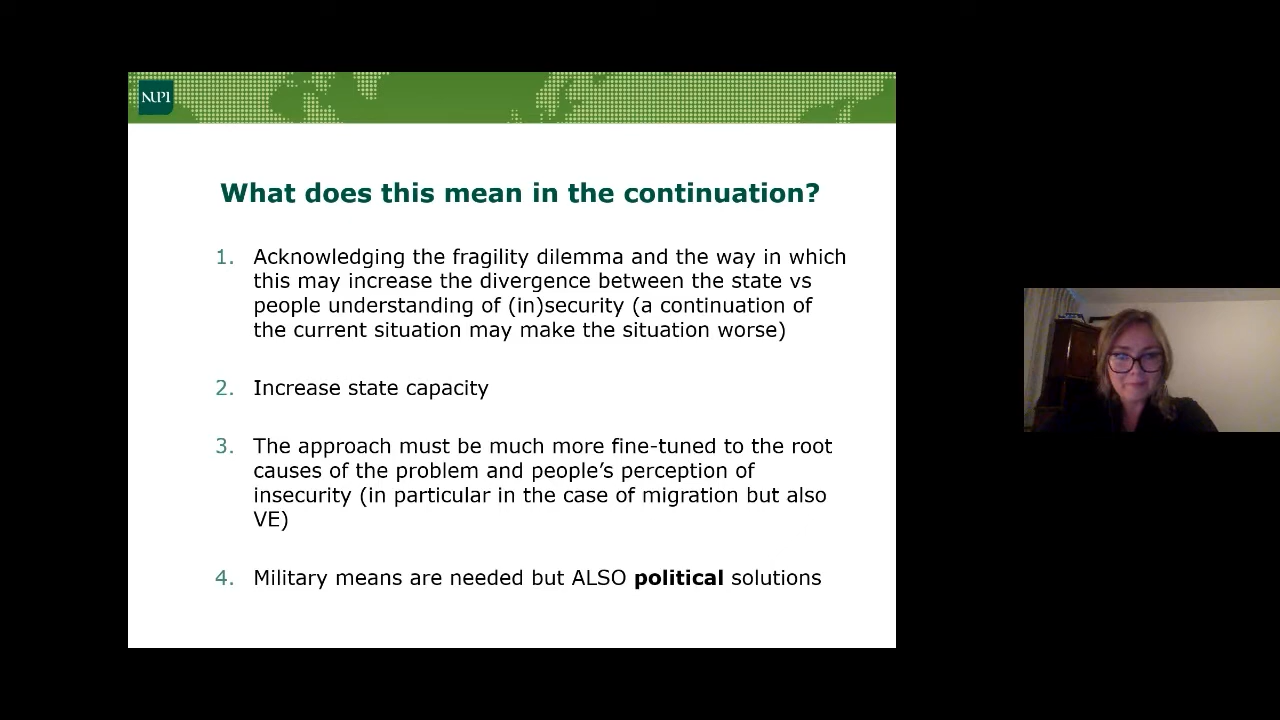 NUPI
What does this mean in the continuation?
1. Acknowledging the fragility dilemma and the way in which
this may increase the divergence between the state vs
people understanding of (in)security (a continuation of
the current situation may make the situation worse)
2. Increase state capacity
3. The approach must be much more fine-tuned to the root
causes of the problem and people’s perception of
insecurity (in particular in the case of migration but also
VE)
4. Military means are needed but ALSO political solutions